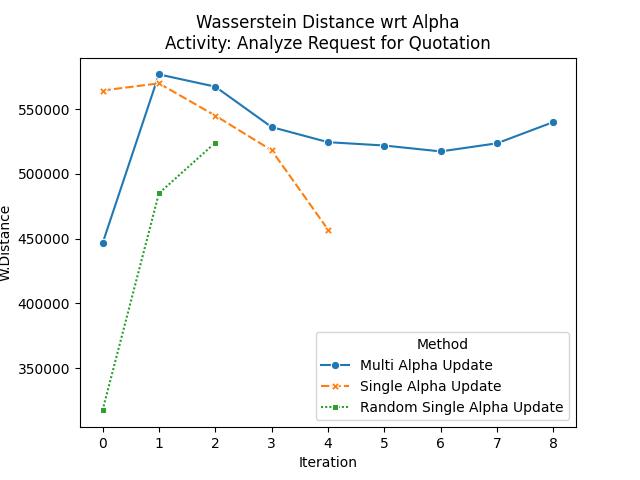 Wasserstein Distance wrt Alpha
Activity: Analyze Request for Quotation
W.Distance
550000
500000
450000
400000
350000
Method
Multi Alpha Update
Single Alpha Update
Random Single Alpha Update
0 1 2 3 4 5 6 7 8
Iteration